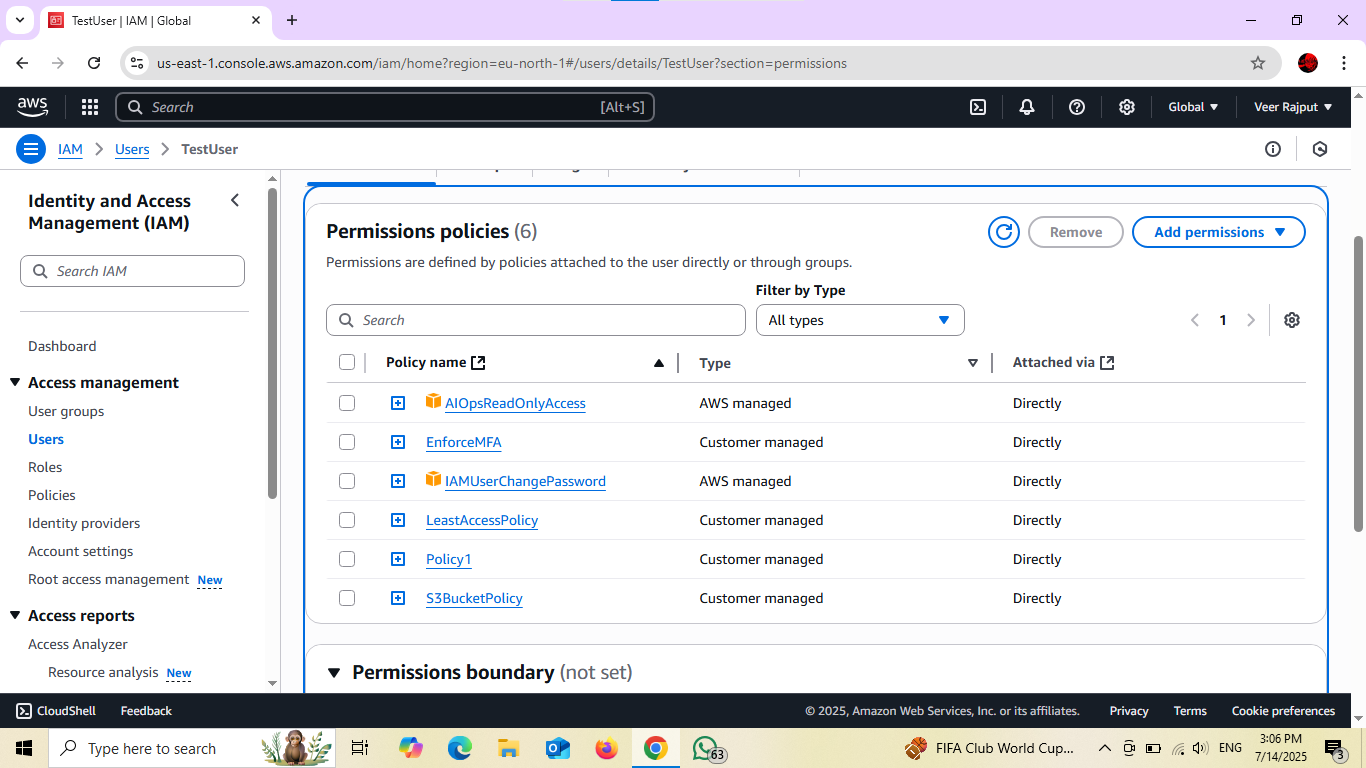 TestUser | IAM | Global
us-east-1.console.aws.amazon.com/iam/home?region=eu-north-1#/users/details/TestUser?section=permissions
aws
Search [Alt+S]
Global
Veer Rajput
IAM
Users
TestUser
Identity and Access
Management (IAM)
Search IAM
Dashboard
Access management
User groups
Users
Roles
Policies
Identity providers
Account settings
Root access management New
Access reports
Access Analyzer
Resource analysis New
Permissions policies (6)
Remove
Add permissions
Permissions are defined by policies attached to the user directly or through groups.
Filter by Type
Search
All types
1
Policy name Type Attached via
AIOpsReadOnlyAccess AWS managed Directly
EnforceMFA Customer managed Directly
IAMUserChangePassword AWS managed Directly
LeastAccessPolicy Customer managed Directly
Policy1 Customer managed Directly
S3BucketPolicy Customer managed Directly
Permissions boundary (not set)
CloudShell Feedback © 2025, Amazon Web Services, Inc. or its affiliates. Privacy Terms Cookie preferences
Type here to search
63
FIFA Club World Cup...
ENG
3:06 PM
7/14/2025
3